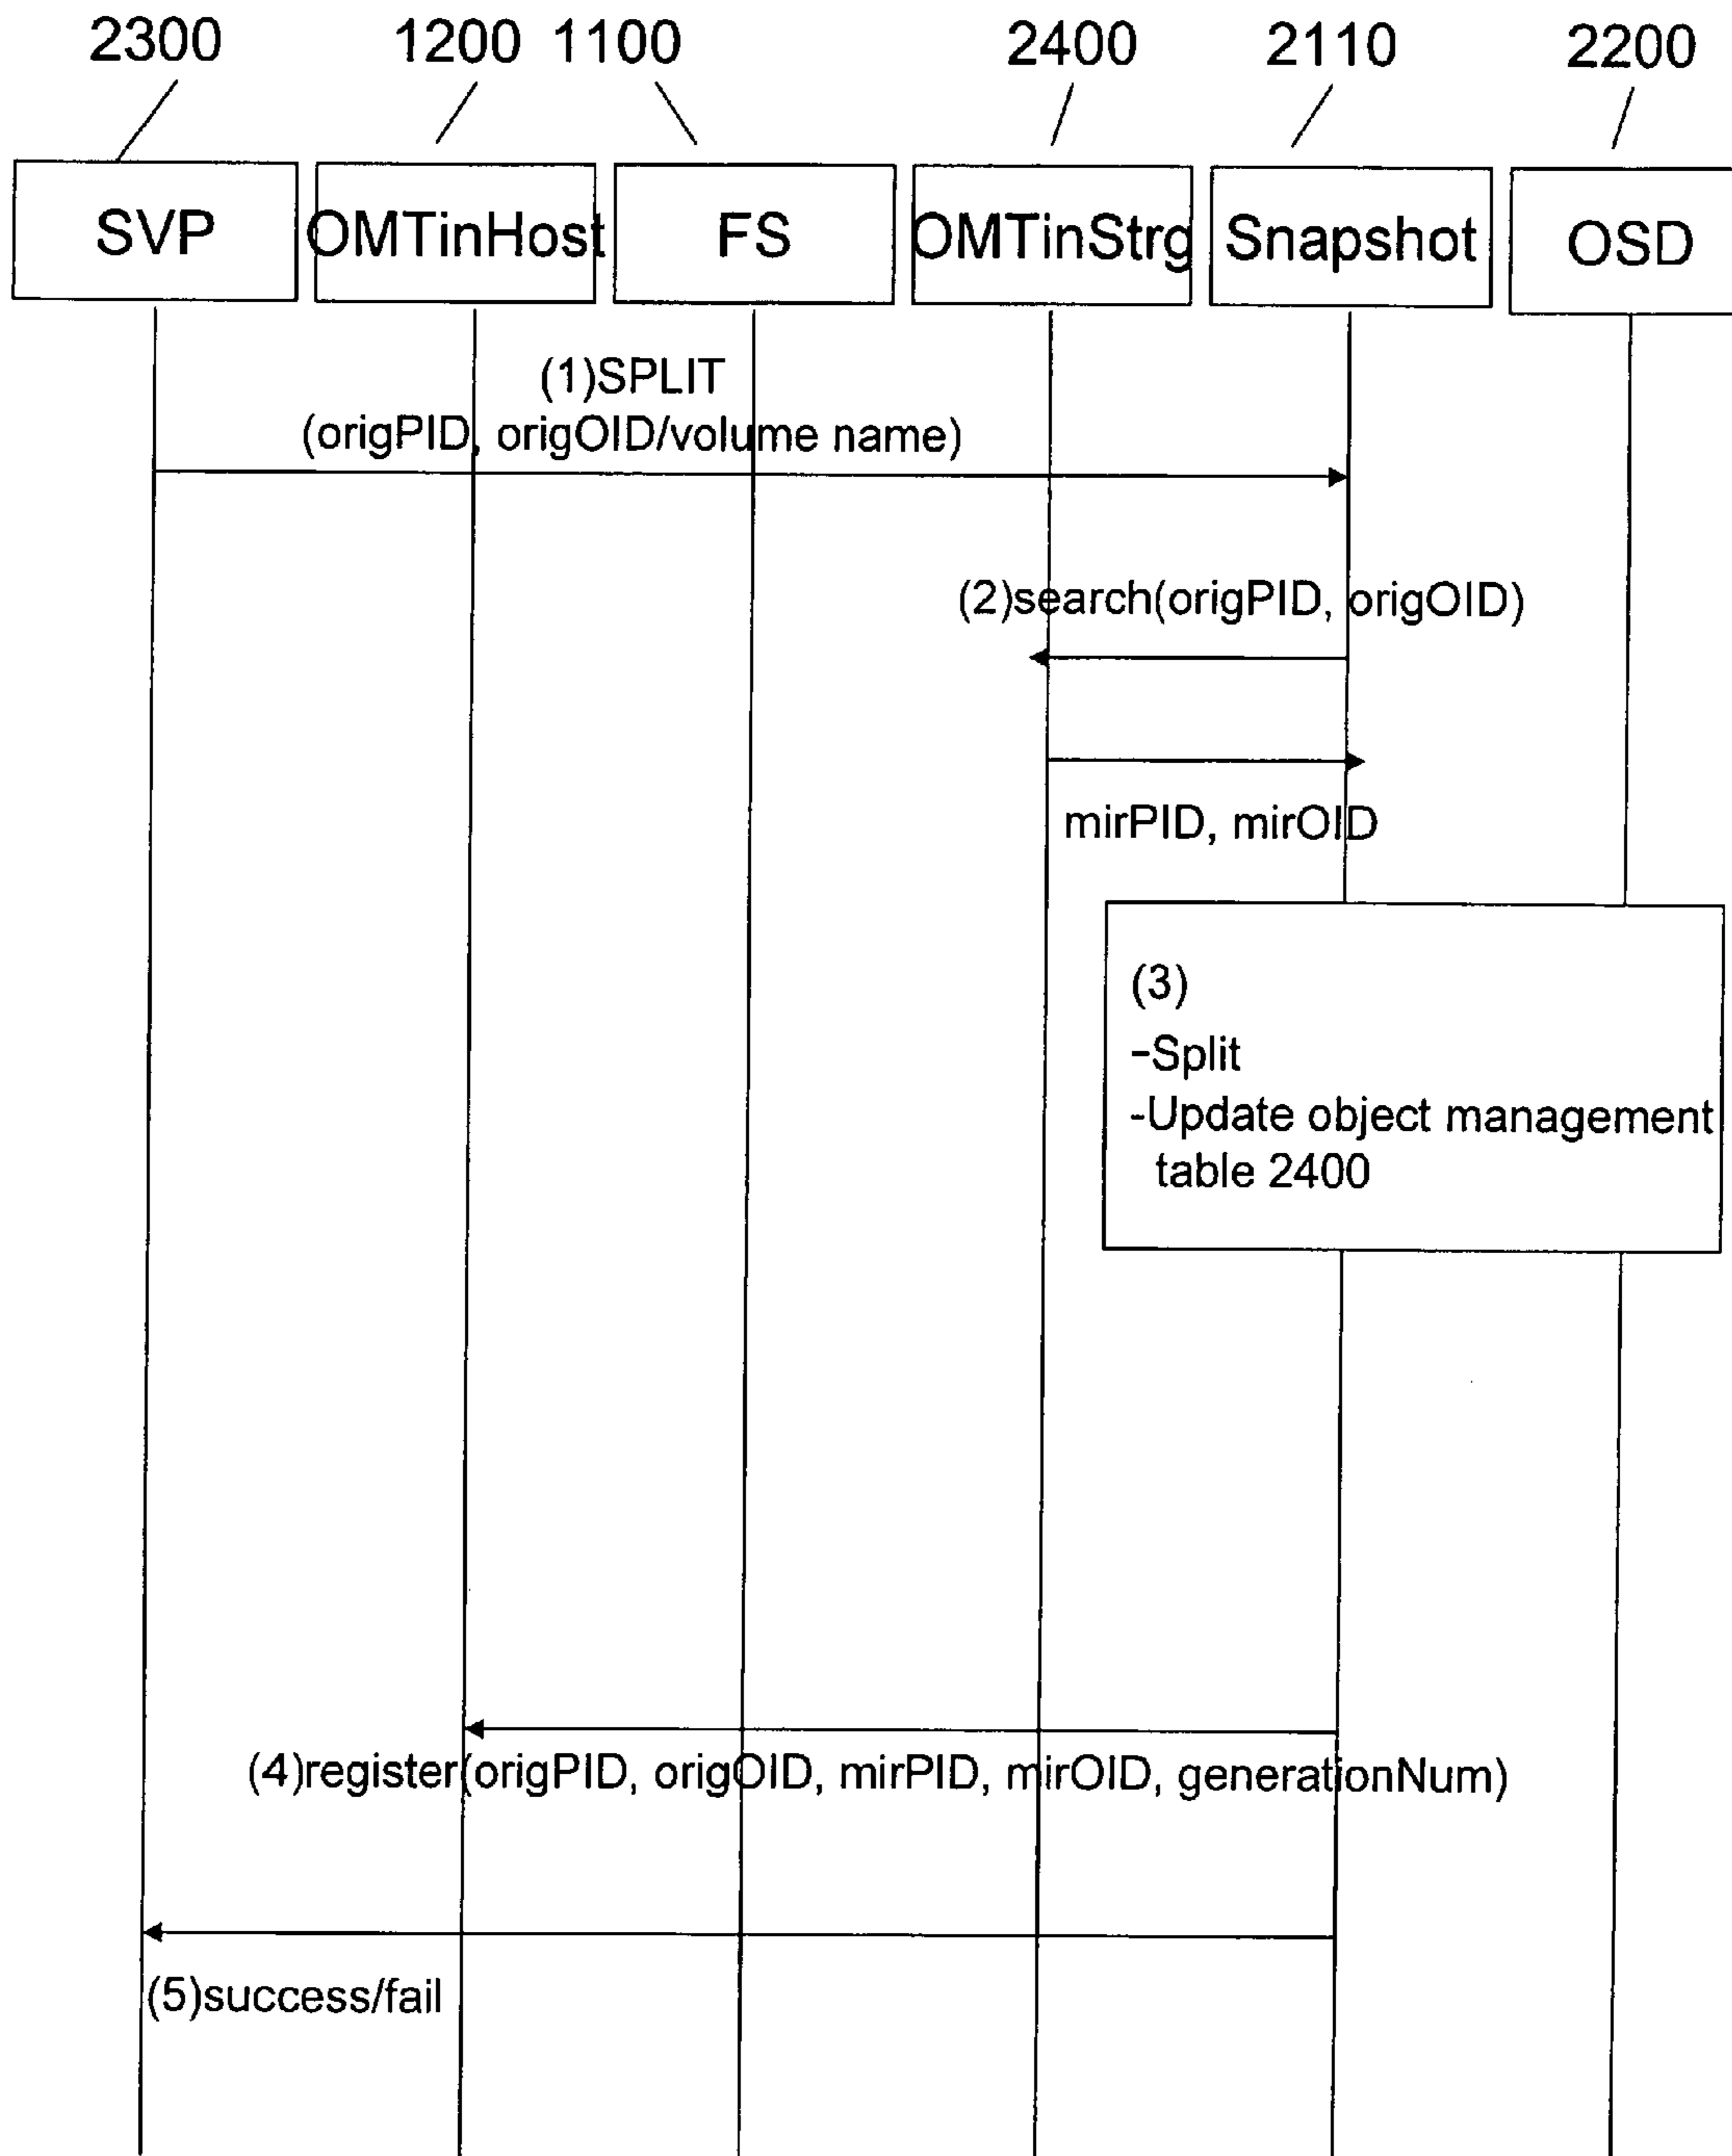 2300 1200 1100 2400 2110 2200
SVP OMTinHost FS OMTinStrg Snapshot OSD
(1)SPLIT
(origPID, origOID/volume name)
(2)search(origPID, origOID)
mirPID, mirOID
(3)
-Split
-Update object management
table 2400
(4)register(origPID, origOID, mirPID, mirOID, generationNum)
(5)success/fail